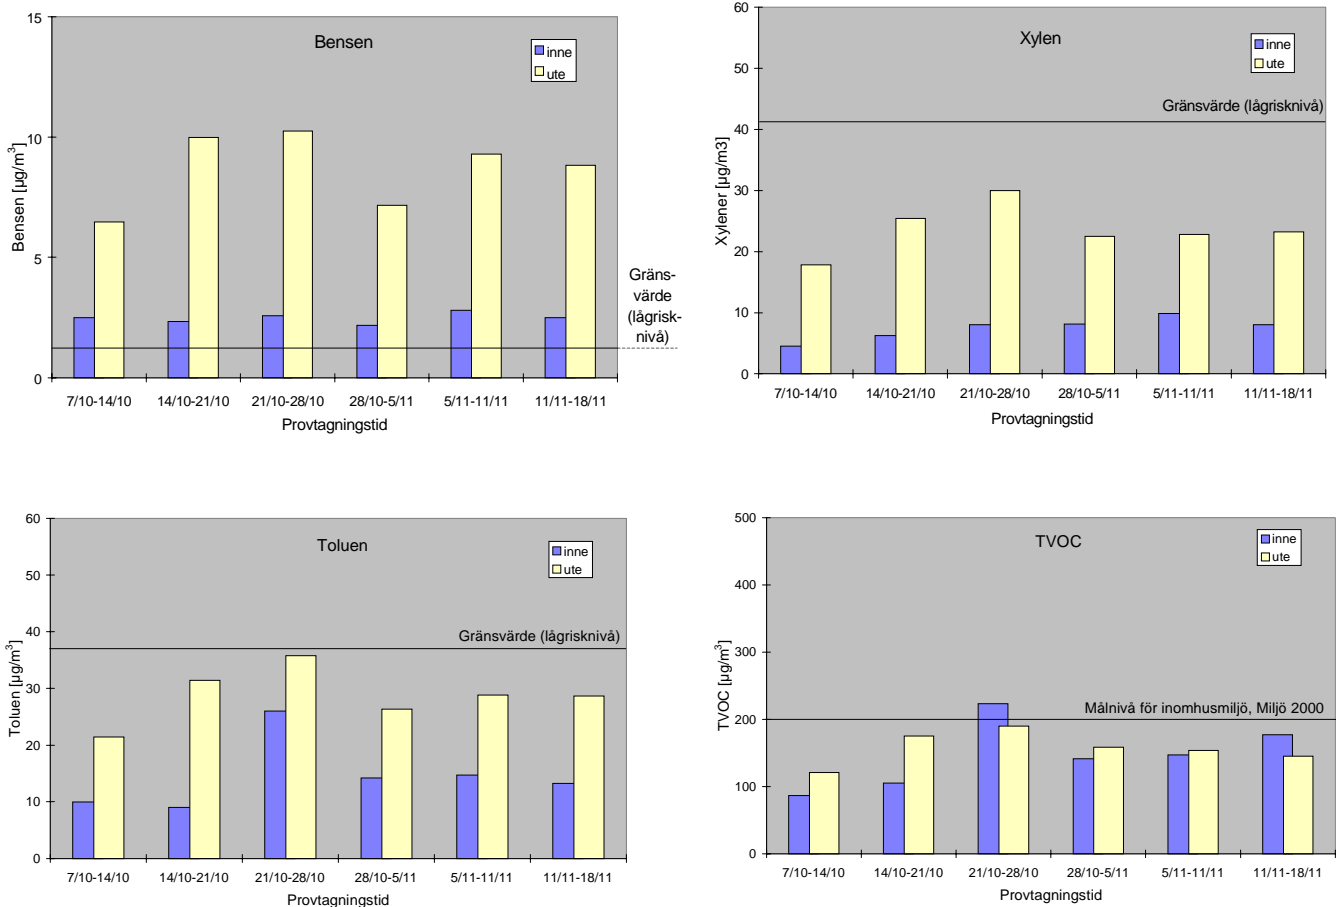 Bensen
inne
ute
15
10
5
0
Bensen [µg/m³]
Gräns-
värde
(lågrisk-
nivå)
7/10-14/10 14/10-21/10 21/10-28/10 28/10-5/11 5/11-11/11 11/11-18/11
Provtagningstid
Xylen
inne
ute
60
50
40
30
20
10
0
Xylener [µg/m3]
Gränsvärde (lågrisknivå)
7/10-14/10 14/10-21/10 21/10-28/10 28/10-5/11 5/11-11/11 11/11-18/11
Provtagningstid
Toluen
inne
ute
60
50
40
30
20
10
0
Toluen [µg/m³]
Gränsvärde (lågrisknivå)
7/10-14/10 14/10-21/10 21/10-28/10 28/10-5/11 5/11-11/11 11/11-18/11
Provtagningstid
TVOC
inne
ute
500
400
300
200
100
0
TVOC [µg/m³]
Målnivå för inomhusmiljö, Miljö 2000
7/10-14/10 14/10-21/10 21/10-28/10 28/10-5/11 5/11-11/11 11/11-18/11
Provtagningstid